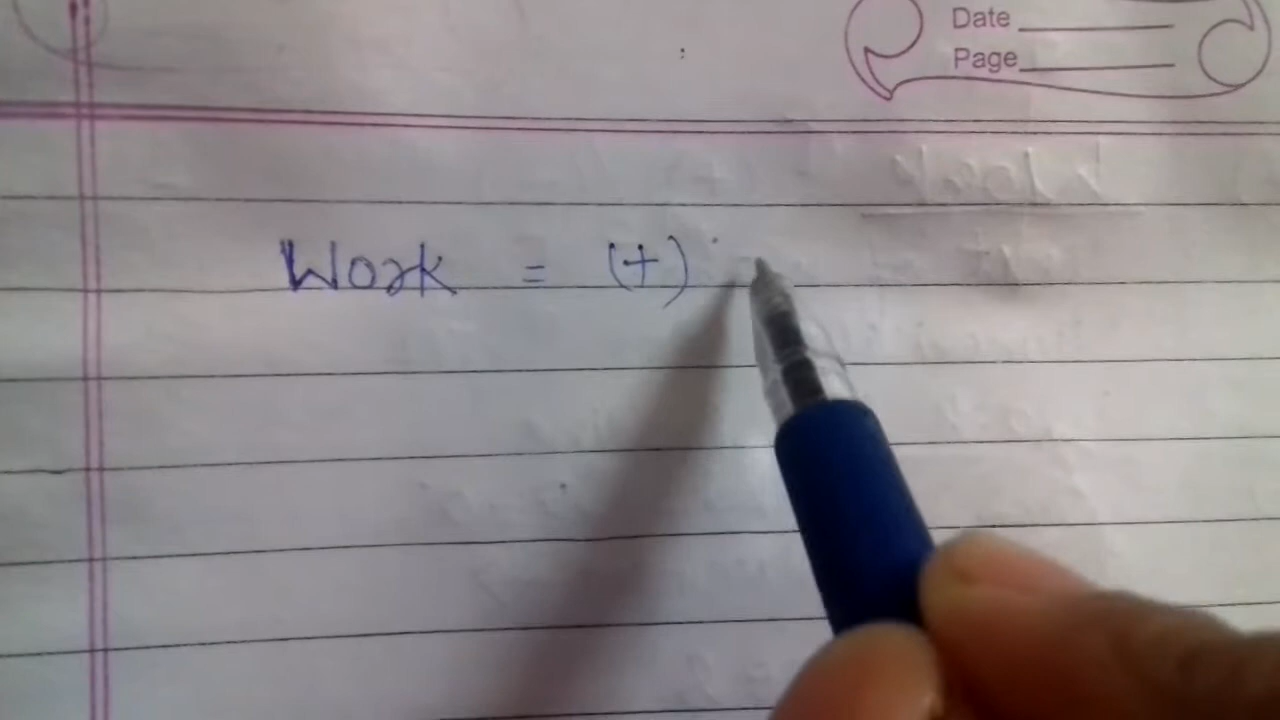 Date
Page
Work = (+)